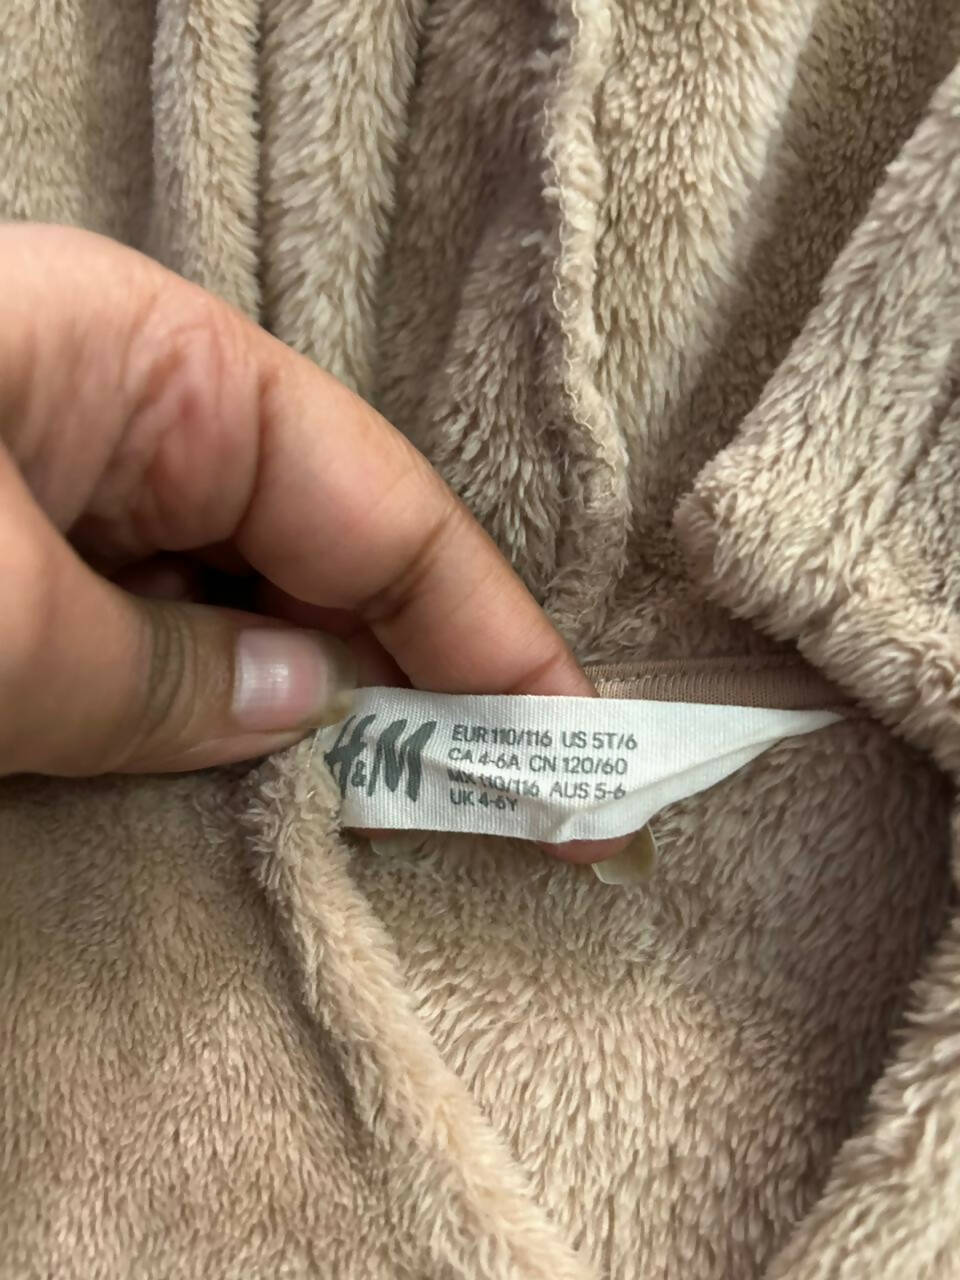 H&M
EUR 110/116 US 5T/6
CA 4-6A CN 120/60
MX 110/116 AUS 5-6
UK 4-6Y